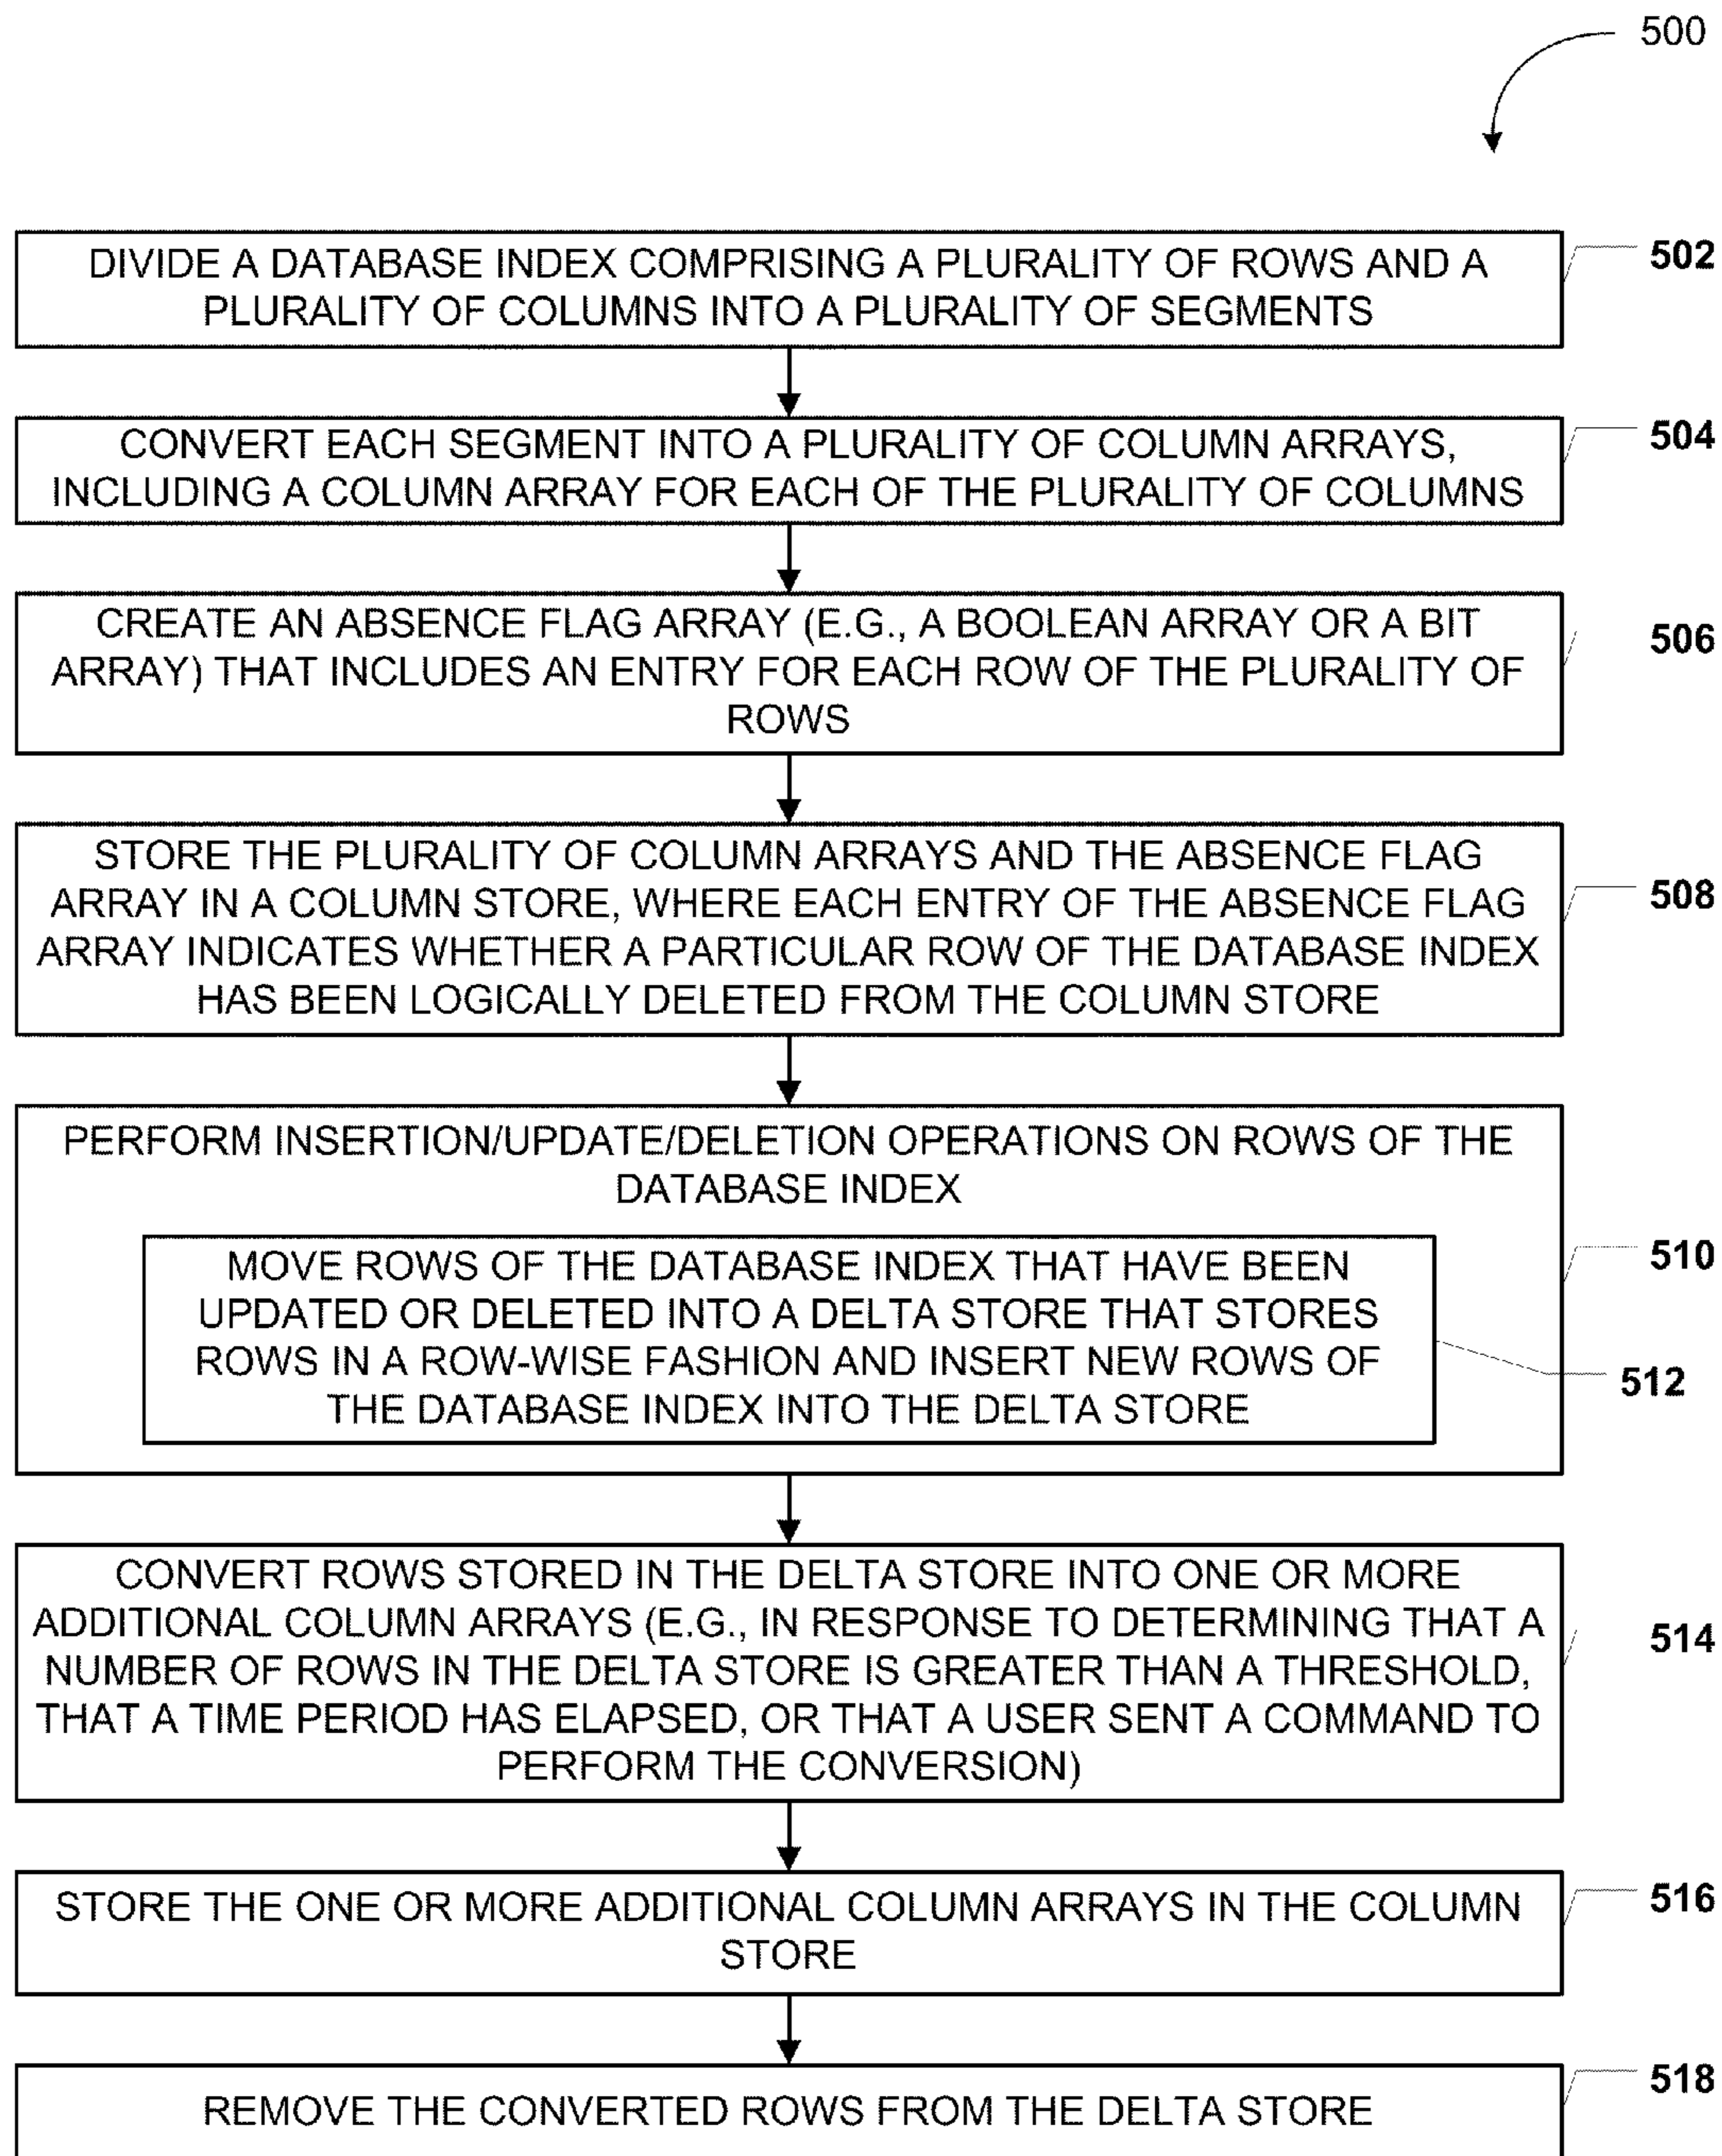 500
DIVIDE A DATABASE INDEX COMPRISING A PLURALITY OF ROWS AND A
PLURALITY OF COLUMNS INTO A PLURALITY OF SEGMENTS
502
CONVERT EACH SEGMENT INTO A PLURALITY OF COLUMN ARRAYS,
INCLUDING A COLUMN ARRAY FOR EACH OF THE PLURALITY OF COLUMNS
504
CREATE AN ABSENCE FLAG ARRAY (E.G., A BOOLEAN ARRAY OR A BIT
ARRAY) THAT INCLUDES AN ENTRY FOR EACH ROW OF THE PLURALITY OF
ROWS
506
STORE THE PLURALITY OF COLUMN ARRAYS AND THE ABSENCE FLAG
ARRAY IN A COLUMN STORE, WHERE EACH ENTRY OF THE ABSENCE FLAG
ARRAY INDICATES WHETHER A PARTICULAR ROW OF THE DATABASE INDEX
HAS BEEN LOGICALLY DELETED FROM THE COLUMN STORE
508
PERFORM INSERTION/UPDATE/DELETION OPERATIONS ON ROWS OF THE
DATABASE INDEX
510
MOVE ROWS OF THE DATABASE INDEX THAT HAVE BEEN
UPDATED OR DELETED INTO A DELTA STORE THAT STORES
ROWS IN A ROW-WISE FASHION AND INSERT NEW ROWS OF
THE DATABASE INDEX INTO THE DELTA STORE
512
CONVERT ROWS STORED IN THE DELTA STORE INTO ONE OR MORE
ADDITIONAL COLUMN ARRAYS (E.G., IN RESPONSE TO DETERMINING THAT A
NUMBER OF ROWS IN THE DELTA STORE IS GREATER THAN A THRESHOLD,
THAT A TIME PERIOD HAS ELAPSED, OR THAT A USER SENT A COMMAND TO
PERFORM THE CONVERSION)
514
STORE THE ONE OR MORE ADDITIONAL COLUMN ARRAYS IN THE COLUMN
STORE
516
REMOVE THE CONVERTED ROWS FROM THE DELTA STORE
518